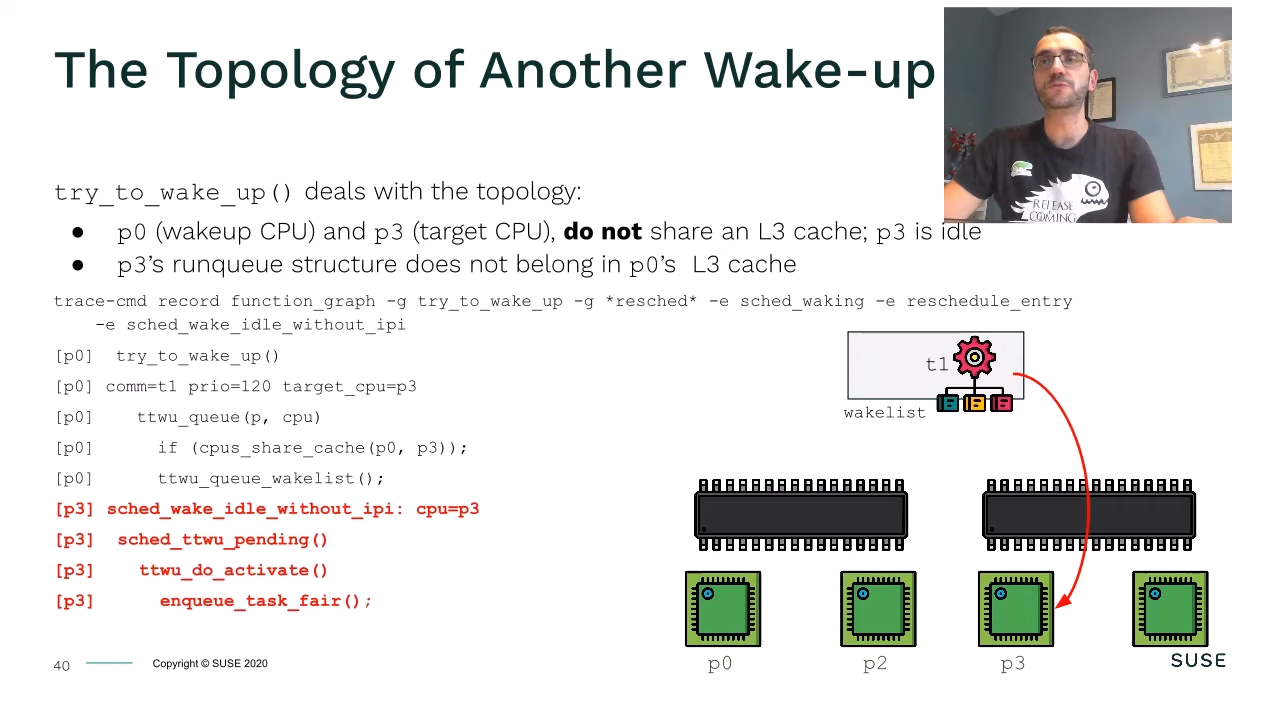 The Topology of Another Wake-up
RELEASE
COMING
try_to_wake_up() deals with the topology:
● p0 (wakeup CPU) and p3 (target CPU), do not share an L3 cache; p3 is idle
● p3’s runqueue structure does not belong in p0’s L3 cache
trace-cmd record function_graph -g try_to_wake_up -g *resched* -e sched_waking -e reschedule_entry
-e sched_wake_idle_without_ipi
[p0] try_to_wake_up()
[p0] comm=t1 prio=120 target_cpu=p3
[p0] ttwu_queue(p, cpu)
[p0] if (cpus_share_cache(p0, p3));
[p0] ttwu_queue_wakelist();
[p3] sched_wake_idle_without_ipi: cpu=p3
[p3] sched_ttwu_pending()
[p3] ttwu_do_activate()
[p3] enqueue_task_fair();
t1
wakelist
p0
p2
p3
40
Copyright © SUSE 2020
SUSE